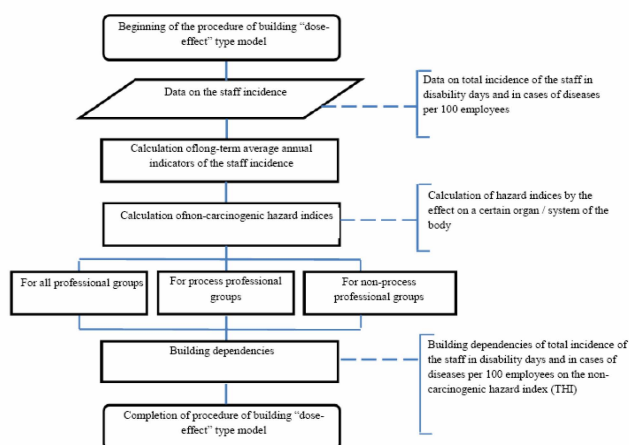 Beginning of the procedure of building “dose-
effect” type model
Data on the staff incidence
Data on total incidence of the staff in
disability days and in cases of diseases
per 100 employees
Calculation oflong-term average annual
indicators of the staff incidence
Calculation ofnon-carcinogenic hazard indices
Calculation of hazard indices by the
effect on a certain organ / system of the
body
For all professional groups
For process professional
groups
For non-process
professional groups
Building dependencies
Building dependencies of total incidence of
the staff in disability days and in cases of
diseases per 100 employees on the non-
carcinogenic hazard index (THI)
Completion of procedure of building “dose-
effect” type model